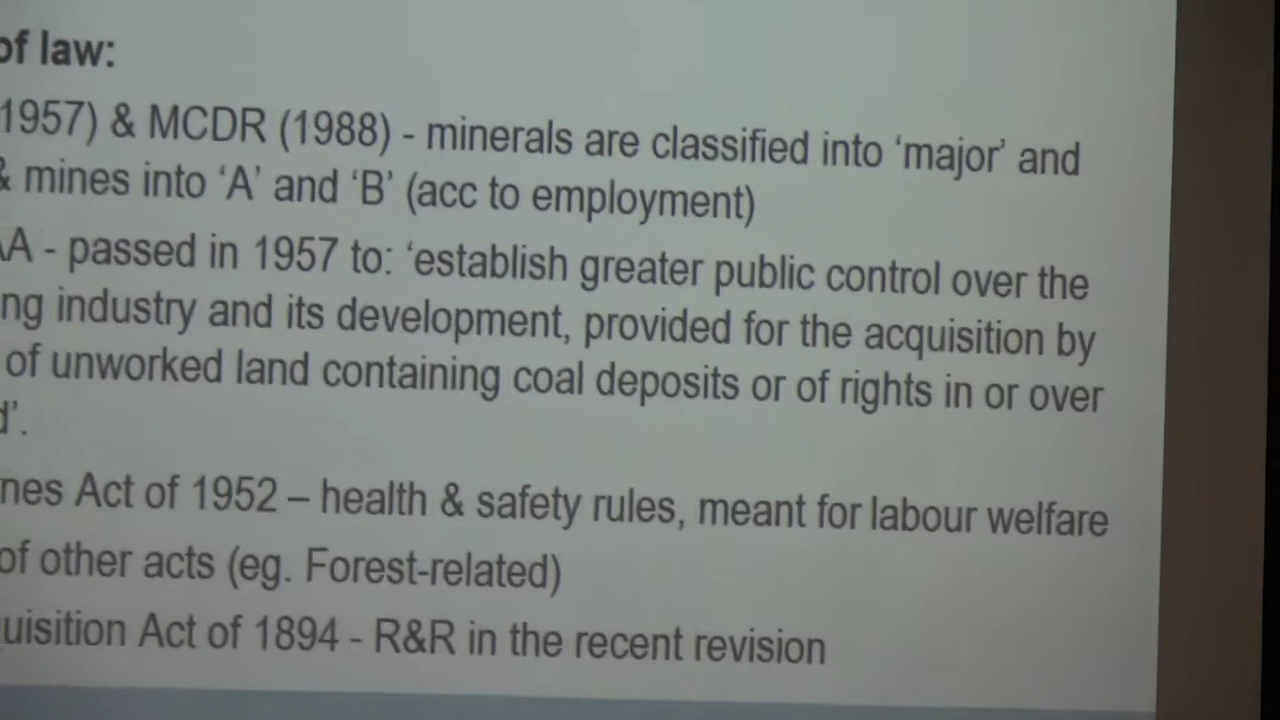 of law:
1957) & MCDR (1988) - minerals are classified into ‘major’ and
& mines into ‘A’ and ‘B’ (acc to employment)
A - passed in 1957 to: ‘establish greater public control over the
ng industry and its development, provided for the acquisition by
of unworked land containing coal deposits or of rights in or over
d’.
nes Act of 1952 – health & safety rules, meant for labour welfare
of other acts (eg. Forest-related)
uisition Act of 1894 - R&R in the recent revision